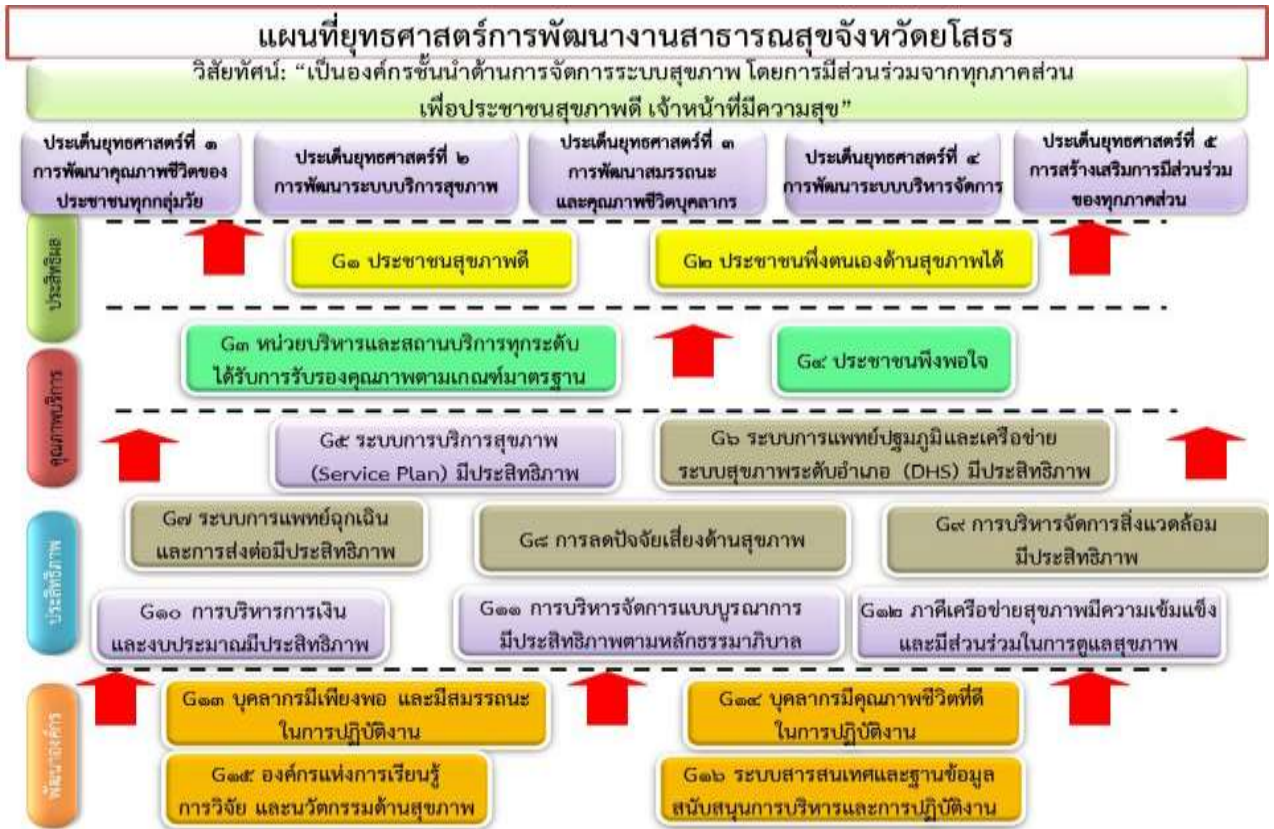 แผนที่ยุทธศาสตร์การพัฒนางานสาธารณสุขจังหวัดยโสธร
วิสัยทัศน์: “เป็นองค์กรชั้นนำด้านการจัดการระบบสุขภาพ โดยการมีส่วนร่วมจากทุกภาคส่วน
เพื่อประชาชนสุขภาพดี เจ้าหน้าที่มีความสุข”
ประเด็นยุทธศาสตร์ที่ ๑
การพัฒนาคุณภาพชีวิตของ
ประชาชนทุกกลุ่มวัย
ประเด็นยุทธศาสตร์ที่ ๒
การพัฒนาระบบบริการสุขภาพ
ประเด็นยุทธศาสตร์ที่ ๓
การพัฒนาสมรรถนะ
และคุณภาพชีวิตบุคลากร
ประเด็นยุทธศาสตร์ที่ ๔
การพัฒนาระบบบริหารจัดการ
ประเด็นยุทธศาสตร์ที่ ๕
การสร้างเสริมการมีส่วนร่วม
ของทุกภาคส่วน
ประสิทธิผล
G๑ ประชาชนสุขภาพดี
G๒ ประชาชนพึ่งตนเองด้านสุขภาพได้
คุณภาพบริการ
G๓ หน่วยบริหารและสถานบริการทุกระดับ
ได้รับการรับรองคุณภาพตามเกณฑ์มาตรฐาน
G๔ ประชาชนพึงพอใจ
G๕ ระบบการบริการสุขภาพ
(Service Plan) มีประสิทธิภาพ
G๖ ระบบการแพทย์ปฐมภูมิและเครือข่าย
ระบบสุขภาพระดับอำเภอ (DHS) มีประสิทธิภาพ
ประสิทธิภาพ
G๗ ระบบการแพทย์ฉุกเฉิน
และการส่งต่อมีประสิทธิภาพ
G๘ การลดปัจจัยเสี่ยงด้านสุขภาพ
G๙ การบริหารจัดการสิ่งแวดล้อม
มีประสิทธิภาพ
G๑๐ การบริหารการเงิน
และงบประมาณมีประสิทธิภาพ
G๑๑ การบริหารจัดการแบบบูรณาการ
มีประสิทธิภาพตามหลักธรรมาภิบาล
G๑๒ ภาคีเครือข่ายสุขภาพมีความเข้มแข็ง
และมีส่วนร่วมในการดูแลสุขภาพ
พัฒนาองค์กร
G๑๓ บุคลากรมีเพียงพอ และมีสมรรถนะ
ในการปฏิบัติงาน
G๑๔ บุคลากรมีคุณภาพชีวิตที่ดี
ในการปฏิบัติงาน
G๑๕ องค์กรแห่งการเรียนรู้
การวิจัย และนวัตกรรมด้านสุขภาพ
G๑๖ ระบบสารสนเทศและฐานข้อมูล
สนับสนุนการบริหารและการปฏิบัติงาน